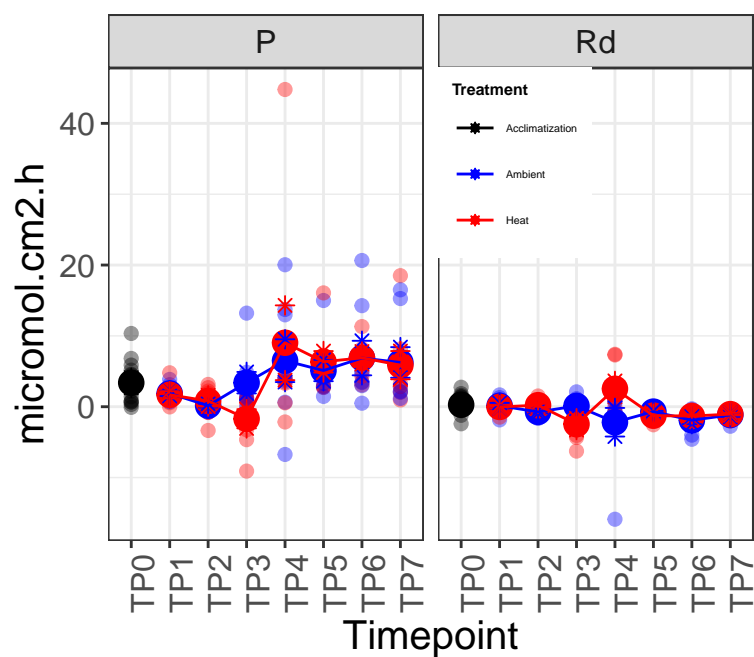 P
Rd
Treatment
Acclimatization
Ambient
Heat
micromol.cm2.h
40
20
0
TP0 TP1 TP2 TP3 TP4 TP5 TP6 TP7
TP0 TP1 TP2 TP3 TP4 TP5 TP6 TP7
Timepoint